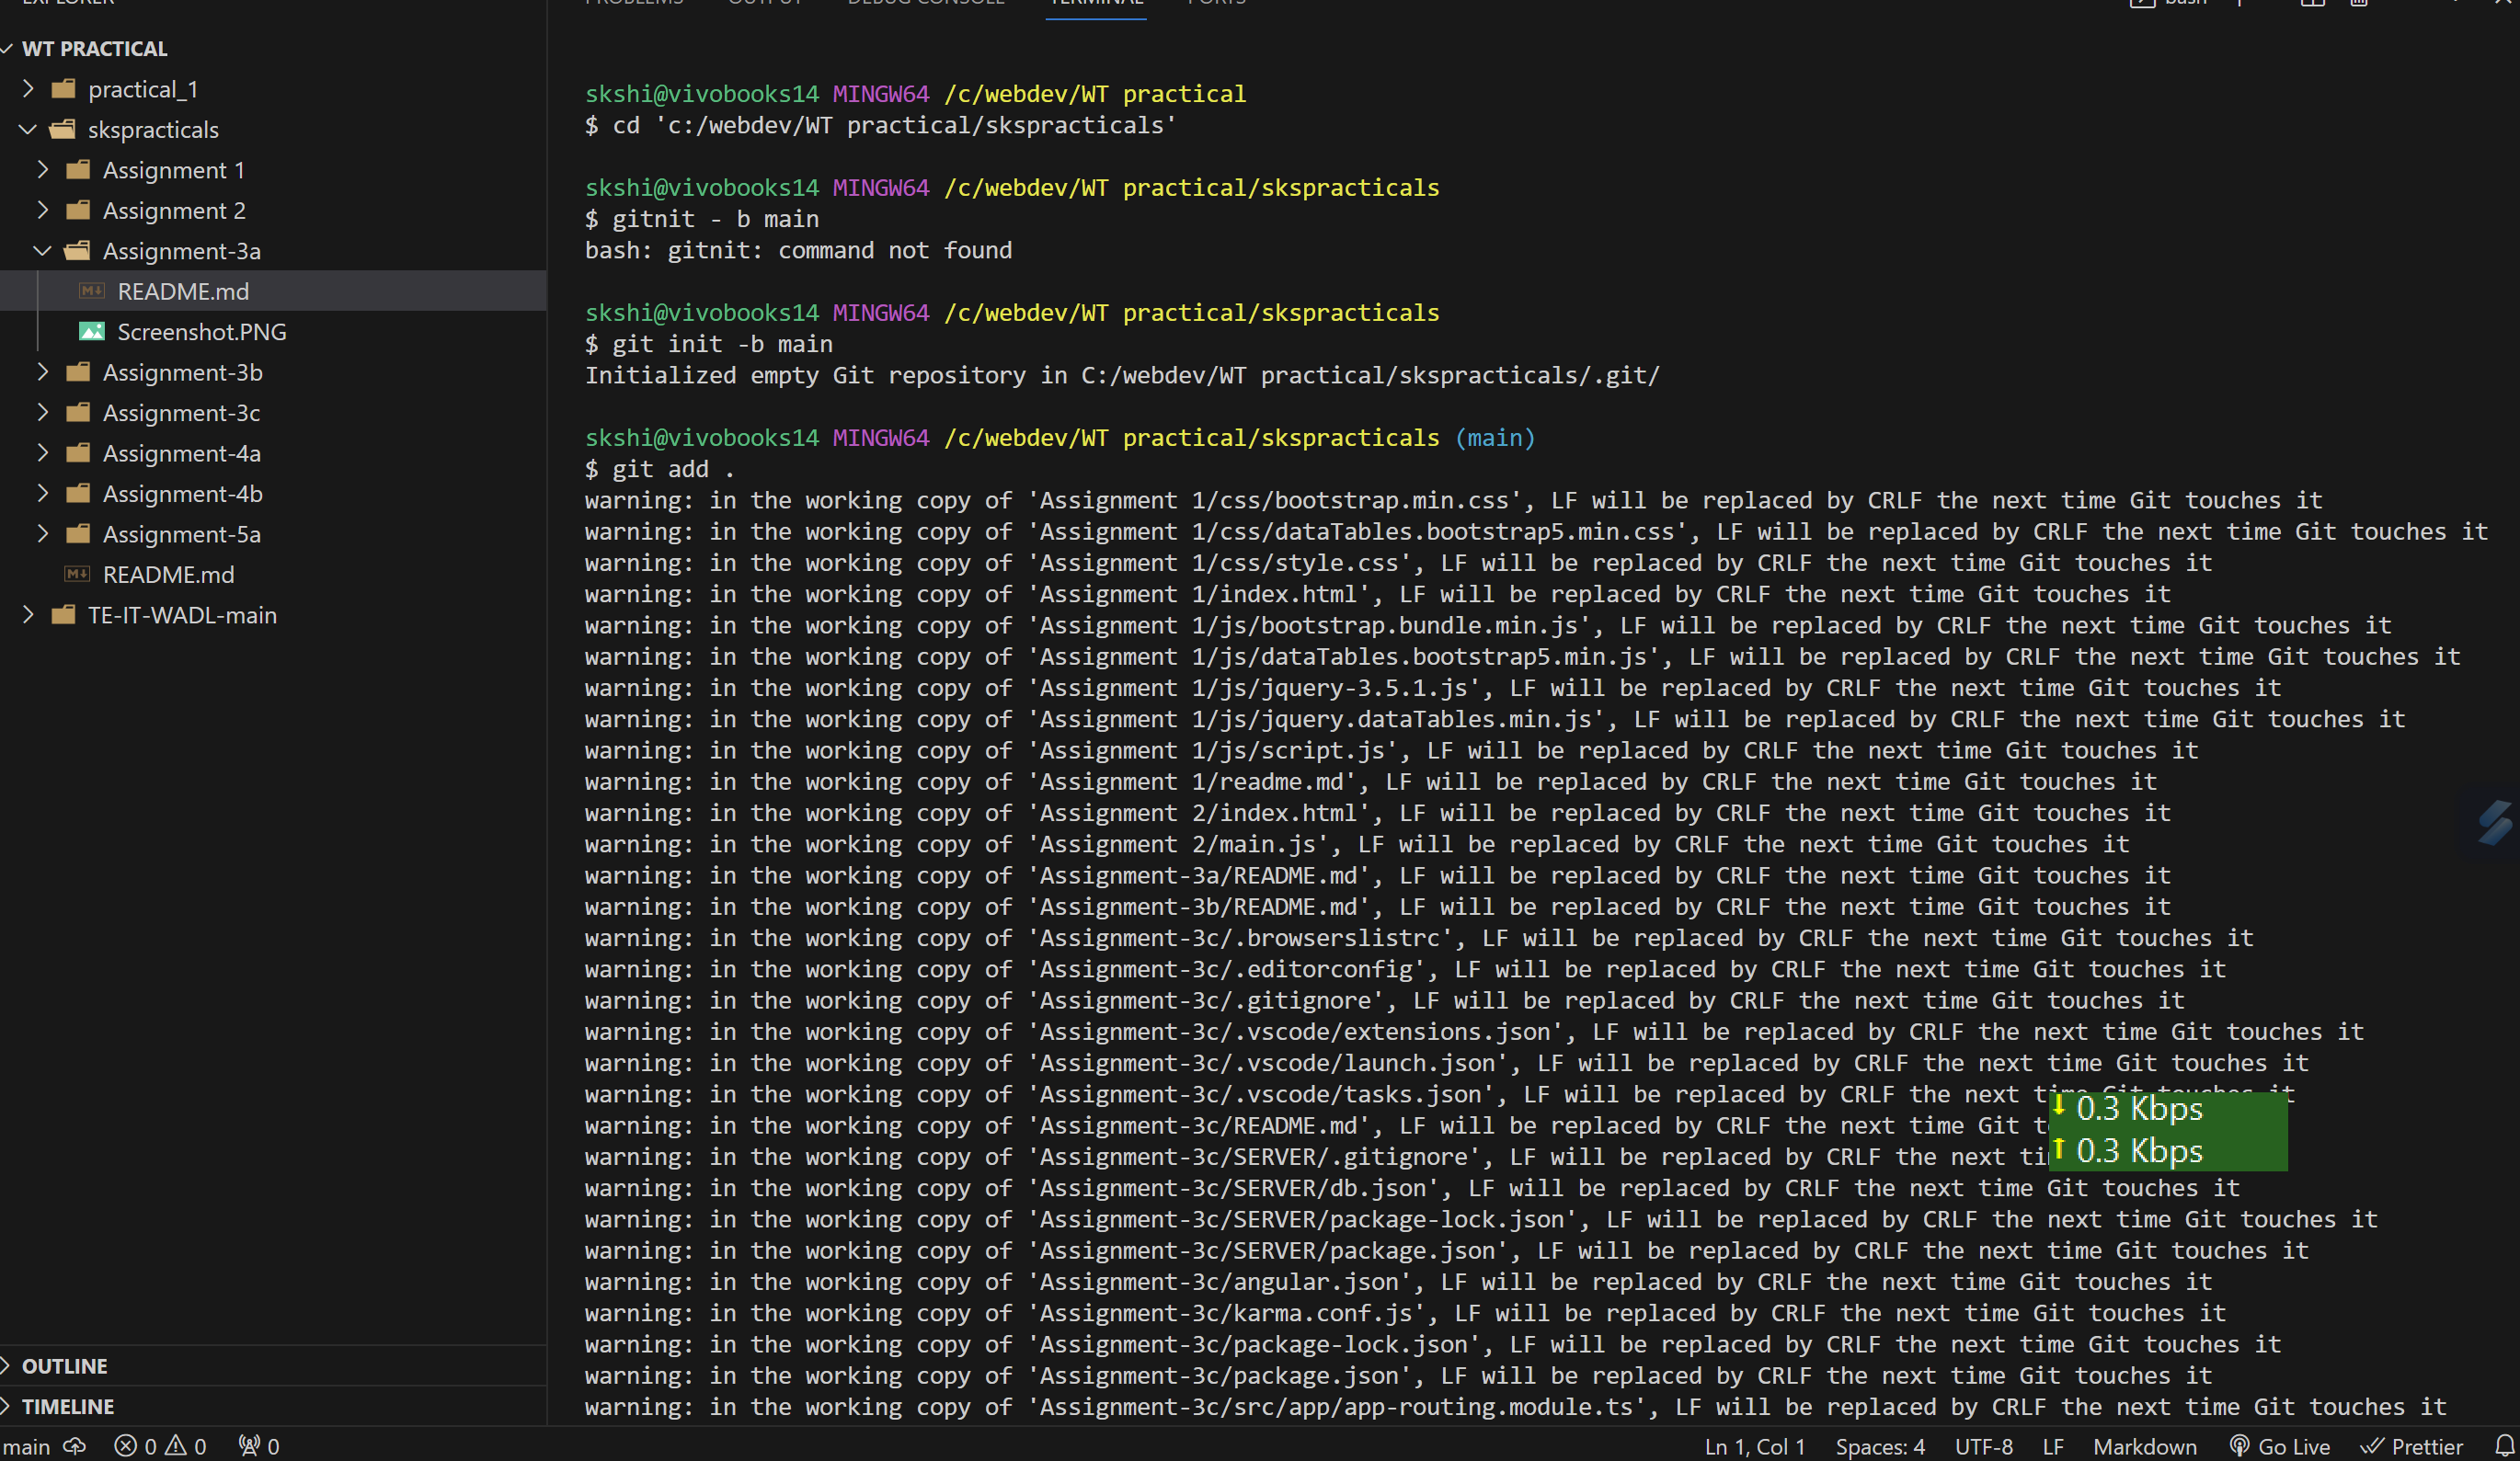 EXPLORER
PROBLEMS OUTPUT DEBUG CONSOLE TERMINAL PORTS bash
WT PRACTICAL
practical_1
skspracticals
Assignment 1
Assignment 2
Assignment-3a
README.md
Screenshot.PNG
Assignment-3b
Assignment-3c
Assignment-4a
Assignment-4b
Assignment-5a
README.md
TE-IT-WADL-main
OUTLINE
TIMELINE
skshi@vivobooks14 MINGW64 /c/webdev/WT practical
$ cd 'c:/webdev/WT practical/skspracticals'
skshi@vivobooks14 MINGW64 /c/webdev/WT practical/skspracticals
$ gitnit - b main
bash: gitnit: command not found
skshi@vivobooks14 MINGW64 /c/webdev/WT practical/skspracticals
$ git init -b main
Initialized empty Git repository in C:/webdev/WT practical/skspracticals/.git/
skshi@vivobooks14 MINGW64 /c/webdev/WT practical/skspracticals (main)
$ git add .
warning: in the working copy of 'Assignment 1/css/bootstrap.min.css', LF will be replaced by CRLF the next time Git touches it
warning: in the working copy of 'Assignment 1/css/dataTables.bootstrap5.min.css', LF will be replaced by CRLF the next time Git touches it
warning: in the working copy of 'Assignment 1/css/style.css', LF will be replaced by CRLF the next time Git touches it
warning: in the working copy of 'Assignment 1/index.html', LF will be replaced by CRLF the next time Git touches it
warning: in the working copy of 'Assignment 1/js/bootstrap.bundle.min.js', LF will be replaced by CRLF the next time Git touches it
warning: in the working copy of 'Assignment 1/js/dataTables.bootstrap5.min.js', LF will be replaced by CRLF the next time Git touches it
warning: in the working copy of 'Assignment 1/js/jquery-3.5.1.js', LF will be replaced by CRLF the next time Git touches it
warning: in the working copy of 'Assignment 1/js/jquery.dataTables.min.js', LF will be replaced by CRLF the next time Git touches it
warning: in the working copy of 'Assignment 1/js/script.js', LF will be replaced by CRLF the next time Git touches it
warning: in the working copy of 'Assignment 1/readme.md', LF will be replaced by CRLF the next time Git touches it
warning: in the working copy of 'Assignment 2/index.html', LF will be replaced by CRLF the next time Git touches it
warning: in the working copy of 'Assignment 2/main.js', LF will be replaced by CRLF the next time Git touches it
warning: in the working copy of 'Assignment-3a/README.md', LF will be replaced by CRLF the next time Git touches it
warning: in the working copy of 'Assignment-3b/README.md', LF will be replaced by CRLF the next time Git touches it
warning: in the working copy of 'Assignment-3c/.browserslistrc', LF will be replaced by CRLF the next time Git touches it
warning: in the working copy of 'Assignment-3c/.editorconfig', LF will be replaced by CRLF the next time Git touches it
warning: in the working copy of 'Assignment-3c/.gitignore', LF will be replaced by CRLF the next time Git touches it
warning: in the working copy of 'Assignment-3c/.vscode/extensions.json', LF will be replaced by CRLF the next time Git touches it
warning: in the working copy of 'Assignment-3c/.vscode/launch.json', LF will be replaced by CRLF the next time Git touches it
warning: in the working copy of 'Assignment-3c/.vscode/tasks.json', LF will be replaced by CRLF the next time Git touches it
warning: in the working copy of 'Assignment-3c/README.md', LF will be replaced by CRLF the next time Git
warning: in the working copy of 'Assignment-3c/SERVER/.gitignore', LF will be replaced by CRLF the next
warning: in the working copy of 'Assignment-3c/SERVER/db.json', LF will be replaced by CRLF the next time Git touches it
warning: in the working copy of 'Assignment-3c/SERVER/package-lock.json', LF will be replaced by CRLF the next time Git touches it
warning: in the working copy of 'Assignment-3c/SERVER/package.json', LF will be replaced by CRLF the next time Git touches it
warning: in the working copy of 'Assignment-3c/angular.json', LF will be replaced by CRLF the next time Git touches it
warning: in the working copy of 'Assignment-3c/karma.conf.js', LF will be replaced by CRLF the next time Git touches it
warning: in the working copy of 'Assignment-3c/package-lock.json', LF will be replaced by CRLF the next time Git touches it
warning: in the working copy of 'Assignment-3c/package.json', LF will be replaced by CRLF the next time Git touches it
warning: in the working copy of 'Assignment-3c/src/app/app-routing.module.ts', LF will be replaced by CRLF the next time Git touches it
↓ 0.3 Kbps
↑ 0.3 Kbps
main 0 0 0 Ln 1, Col 1 Spaces: 4 UTF-8 LF Markdown Go Live Prettier